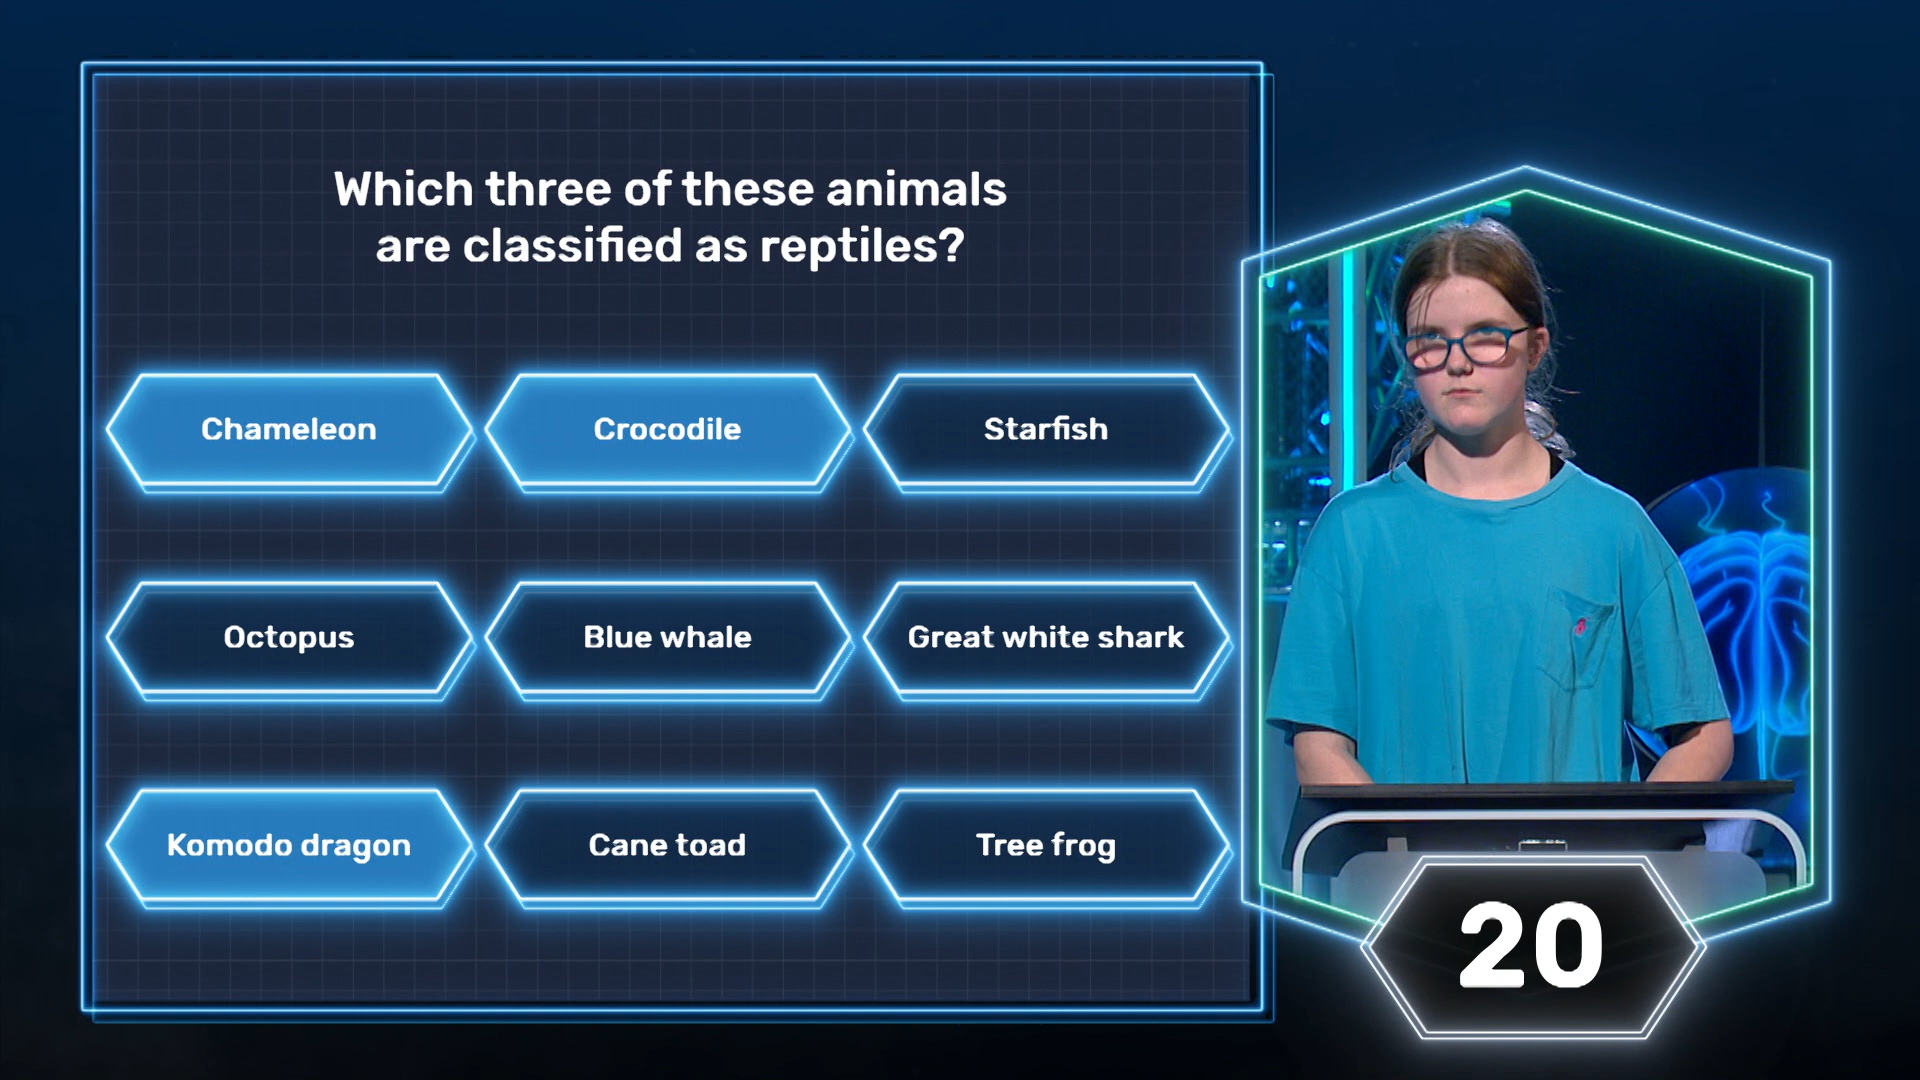 Which three of these animals
are classified as reptiles?
Chameleon
Crocodile
Starfish
Octopus
Blue whale
Great white shark
Komodo dragon
Cane toad
Tree frog
20